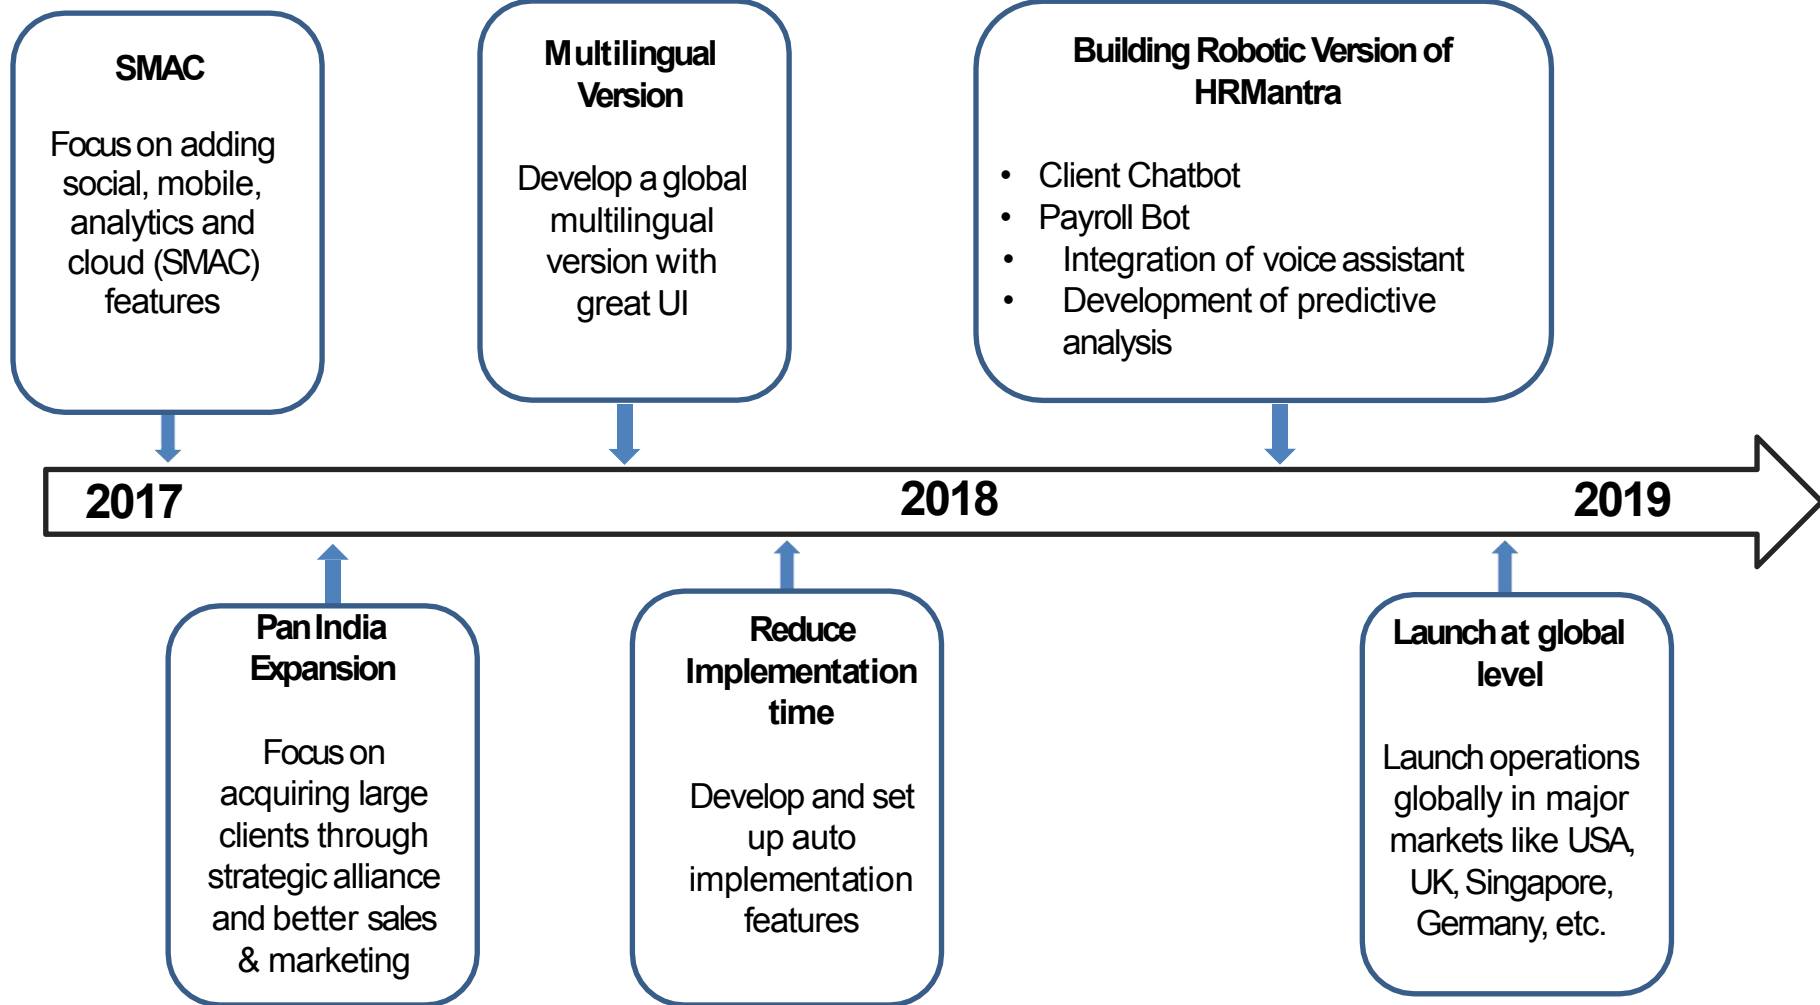 SMAC
Focus on adding
social, mobile,
analytics and
cloud (SMAC)
features
Multilingual
Version
Develop a global
multilingual
version with
great UI
Building Robotic Version of
HRMantra
• Client Chatbot
• Payroll Bot
• Integration of voice assistant
• Development of predictive
analysis
2017
2018
2019
Pan India
Expansion
Focus on
acquiring large
clients through
strategic alliance
and better sales
& marketing
Reduce
Implementation
time
Develop and set
up auto
implementation
features
Launch at global
level
Launch operations
globally in major
markets like USA,
UK, Singapore,
Germany, etc.